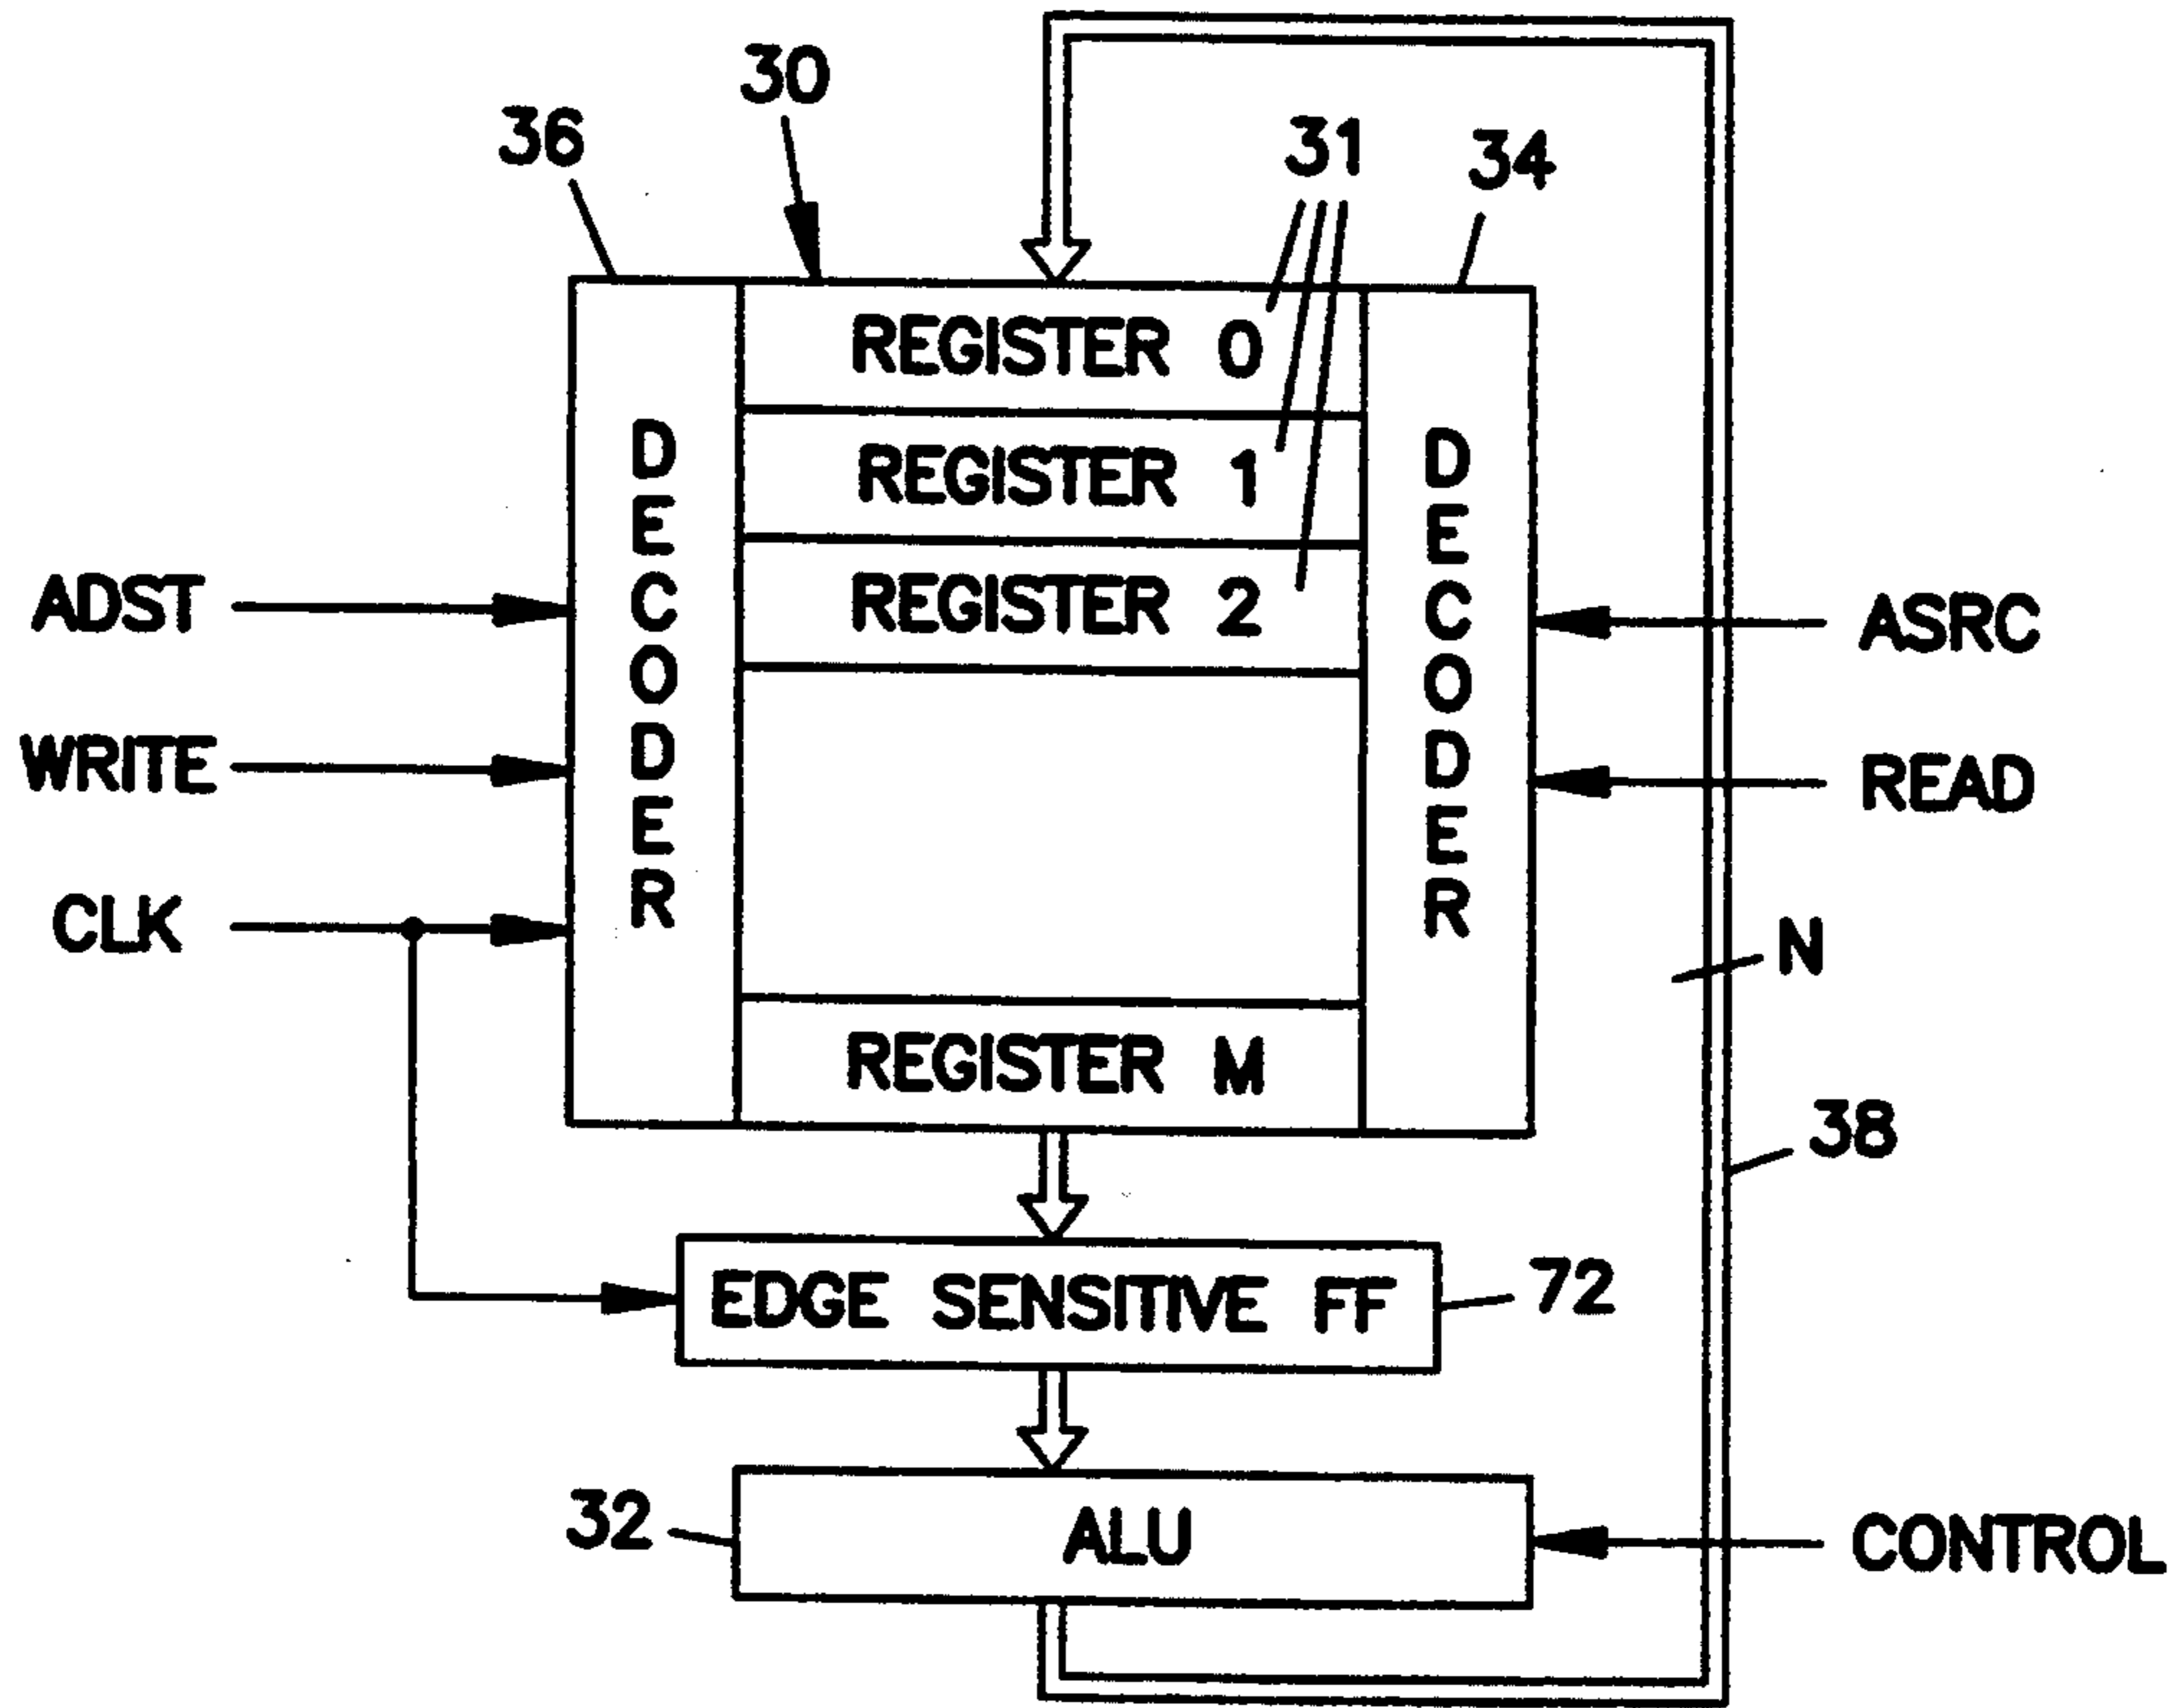 30
36
31
34
REGISTER 0
REGISTER 1
REGISTER 2
REGISTER M
DECODER
DECODER
ADST
WRITE
CLK
ASRC
READ
N
38
EDGE SENSITIVE FF
72
32
ALU
CONTROL